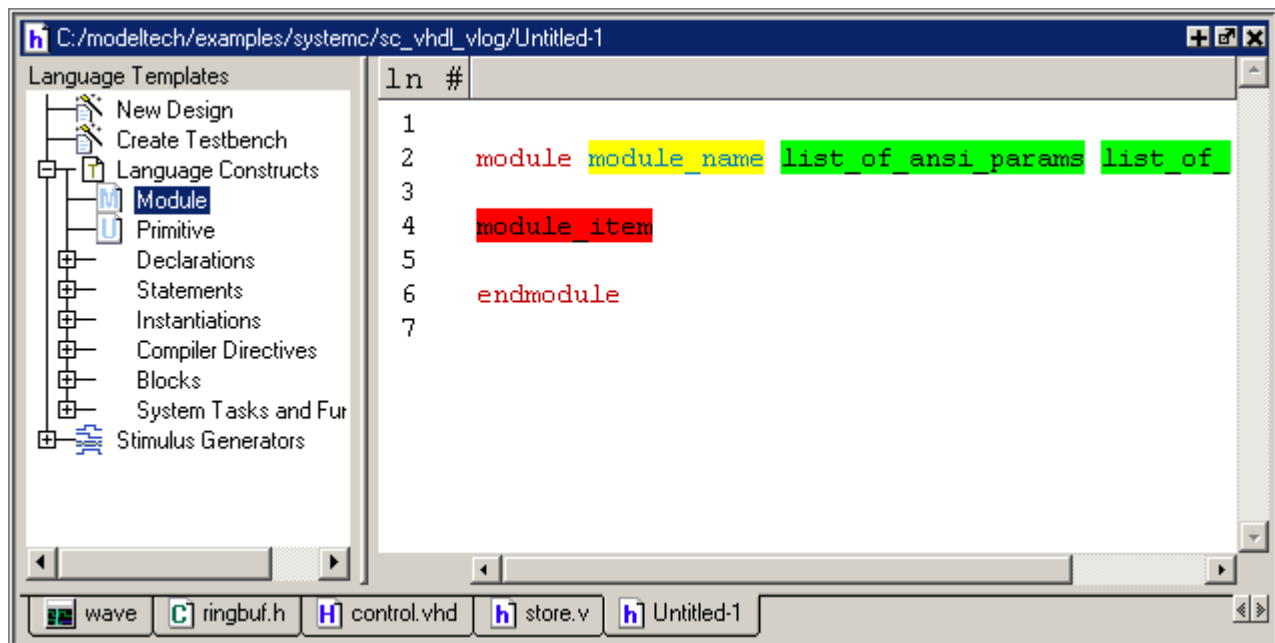 C:/modeltech/examples/systemc/sc_vhdl_vlog/Untitled-1
Language Templates
New Design
Create Testbench
Language Constructs
Module
Primitive
Declarations
Statements
Instantiations
Compiler Directives
Blocks
System Tasks and Fur
Stimulus Generators
ln #
1
2 module module_name list_of_ansi_params list_of_
3
4 module_item
5
6 endmodule
7
wave ringbuf.h control.vhd store.v Untitled-1